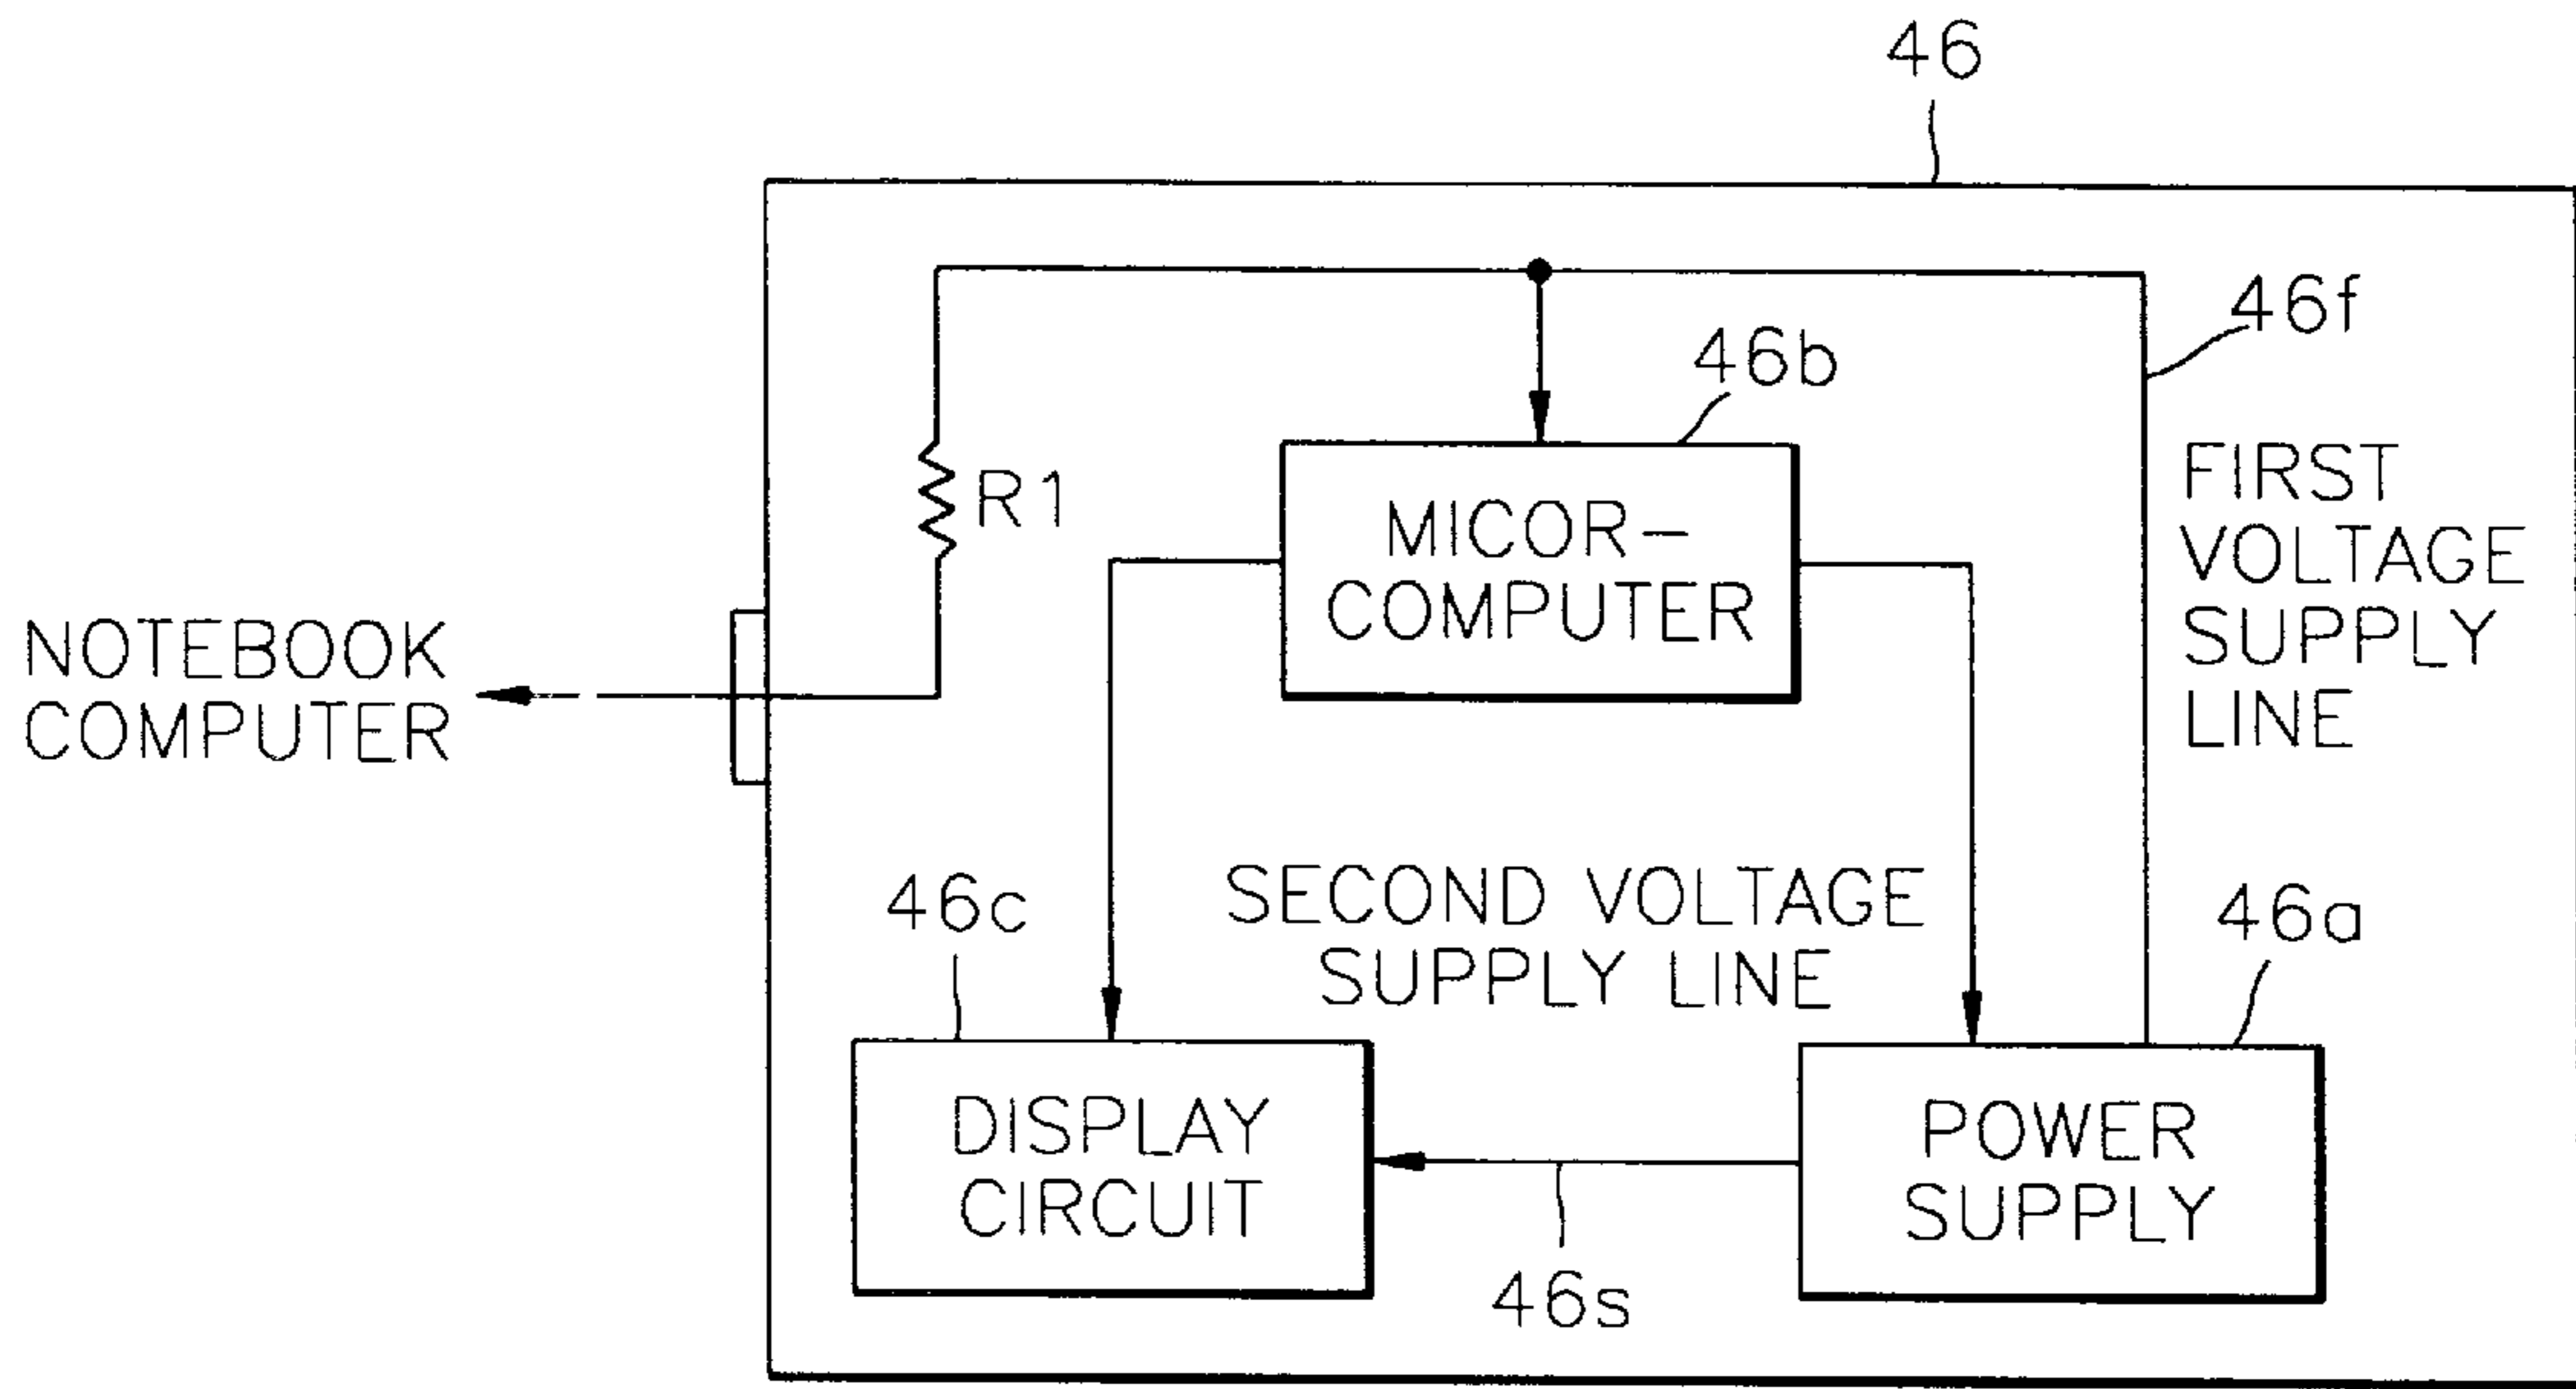 46
46f
46b
FIRST
VOLTAGE
SUPPLY
LINE
R1
MICOR-
COMPUTER
NOTEBOOK
COMPUTER
SECOND VOLTAGE
SUPPLY LINE
46c
46a
DISPLAY
CIRCUIT
POWER
SUPPLY
46s